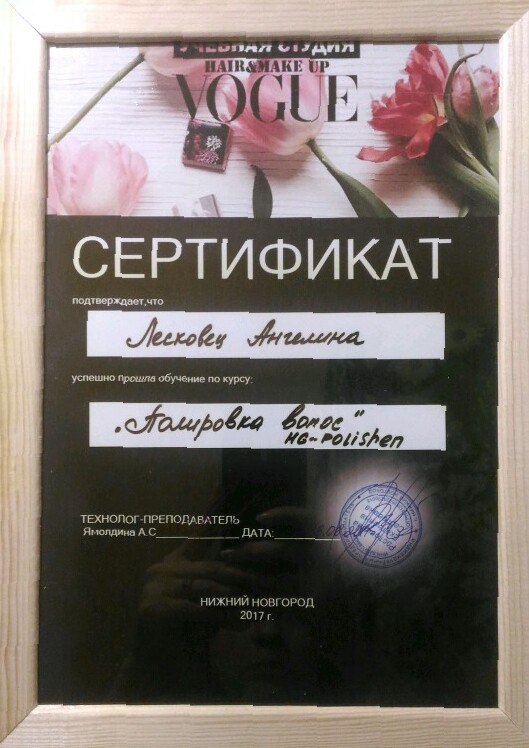 УЧЕБНАЯ СТУДИЯ
HAIR&MAKE UP
VOGUE
СЕРТИФИКАТ
подтверждает,что
Лесковец Ангелина
успешно прошла обучение по курсу:
"Полировка волос"
HG-Polishen
ТЕХНОЛОГ-ПРЕПОДАВАТЕЛЬ
Ямолдина А.С. ДАТА:
НИЖНИЙ НОВГОРОД
2017 г.